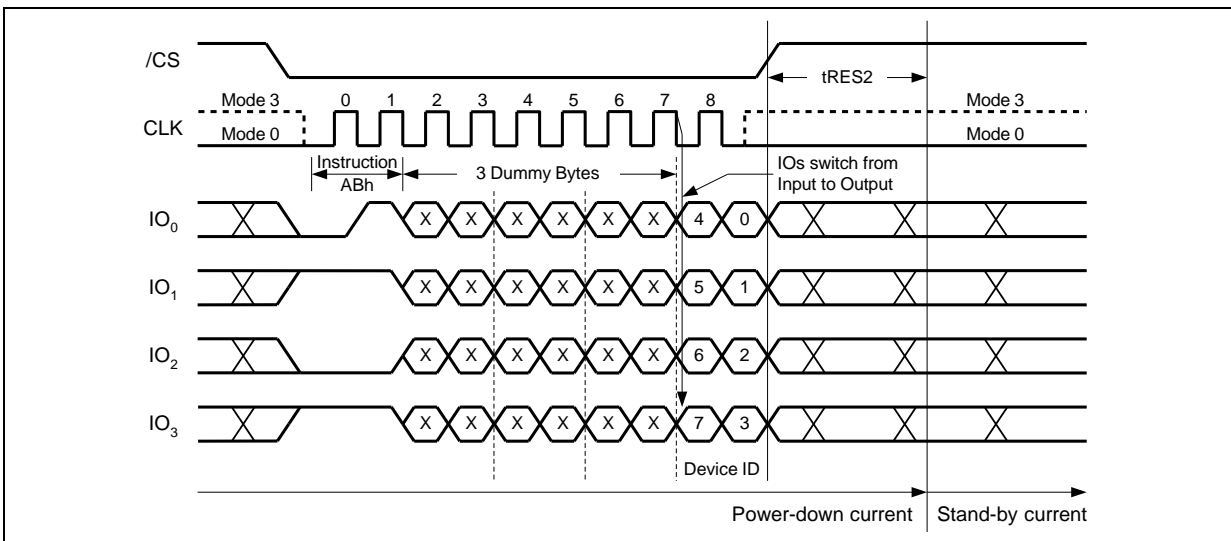 /CS
tRES2
Mode 3 0 1 2 3 4 5 6 7 8 Mode 3
CLK
Mode 0 Mode 0
Instruction
ABh
3 Dummy Bytes
IOs switch from
Input to Output
IO0 X X X X X X 4 0
IO1 X X X X X X 5 1
IO2 X X X X X X 6 2
IO3 X X X X X X 7 3
Device ID
Power-down current Stand-by current